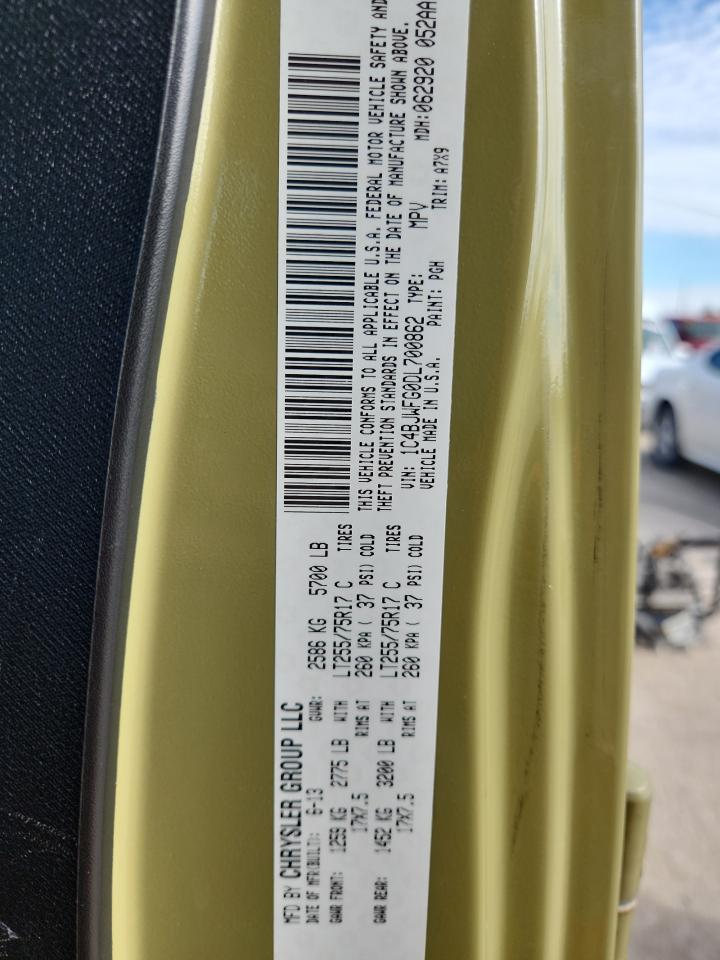 MFD BY CHRYSLER GROUP LLC
DATE OF MFR(BUILT): 6-13 GVWR: 2586 KG 5700 LB
GAWR FRONT: 1259 KG 2775 LB WITH LT255/75R17 C TIRES
17X7.5 RIMS AT 260 KPA ( 37 PSI) COLD
GAWR REAR: 1452 KG 3200 LB WITH LT255/75R17 C TIRES
17X7.5 RIMS AT 260 KPA ( 37 PSI) COLD
THIS VEHICLE CONFORMS TO ALL APPLICABLE U.S.A. FEDERAL MOTOR VEHICLE SAFETY AND
THEFT PREVENTION STANDARDS IN EFFECT ON THE DATE OF MANUFACTURE SHOWN ABOVE.
VIN: 1C4BJWFG0DL700862 TYPE: MPV MDH:062920 052AA
VEHICLE MADE IN U.S.A. PAINT: PGH TRIM: A7X9